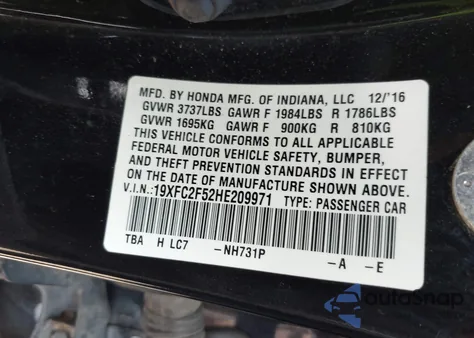 MFD. BY HONDA MFG. OF INDIANA, LLC 12/'16
GVWR 3737LBS GAWR F 1984LBS R 1786LBS
GVWR 1695KG GAWR F 900KG R 810KG
THIS VEHICLE CONFORMS TO ALL APPLICABLE
FEDERAL MOTOR VEHICLE SAFETY, BUMPER,
AND THEFT PREVENTION STANDARDS IN EFFECT
ON THE DATE OF MANUFACTURE SHOWN ABOVE.
V.I.N.:19XFC2F52HE209971 TYPE: PASSENGER CAR
TBA H LC7 -NH731P -A -E
autosnap